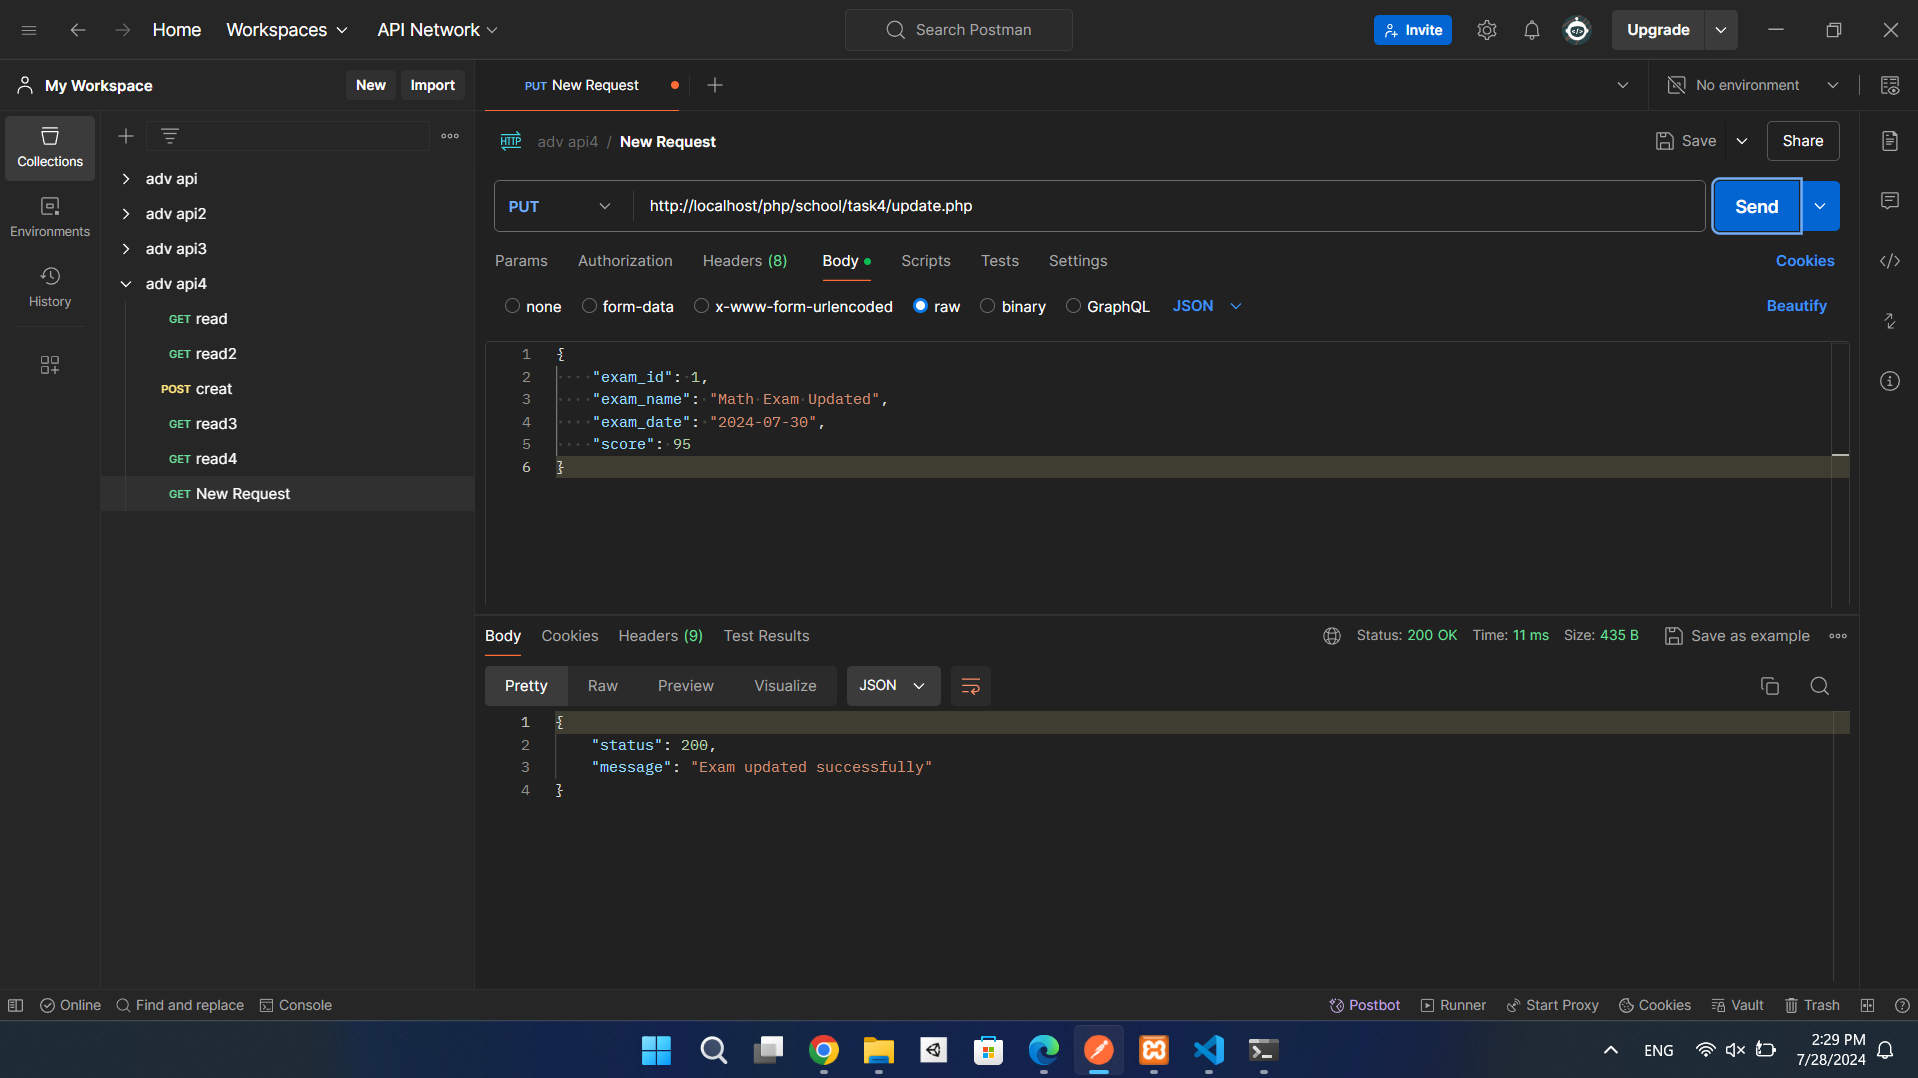 Home Workspaces API Network Search Postman Invite Upgrade
My Workspace New Import PUT New Request No environment
Collections
Environments
History
adv api
adv api2
adv api3
adv api4
GET read
GET read2
POST creat
GET read3
GET read4
GET New Request
HTTP adv api4 / New Request Save Share
PUT http://localhost/php/school/task4/update.php Send
Params Authorization Headers (8) Body Scripts Tests Settings Cookies
none form-data x-www-form-urlencoded raw binary GraphQL JSON Beautify
1 {
2 "exam_id": 1,
3 "exam_name": "Math Exam Updated",
4 "exam_date": "2024-07-30",
5 "score": 95
6 }
Body Cookies Headers (9) Test Results Status: 200 OK Time: 11 ms Size: 435 B Save as example
Pretty Raw Preview Visualize JSON
1 {
2 "status": 200,
3 "message": "Exam updated successfully"
4 }
Online Find and replace Console Postbot Runner Start Proxy Cookies Vault Trash
ENG 2:29 PM
7/28/2024